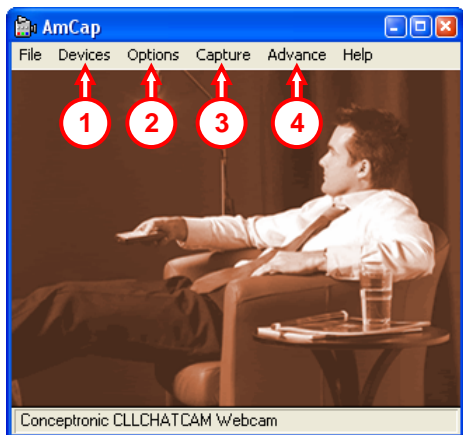 AmCap
File Devices Options Capture Advance Help
1 2 3 4
Conceptronic CLLCHATCAM Webcam